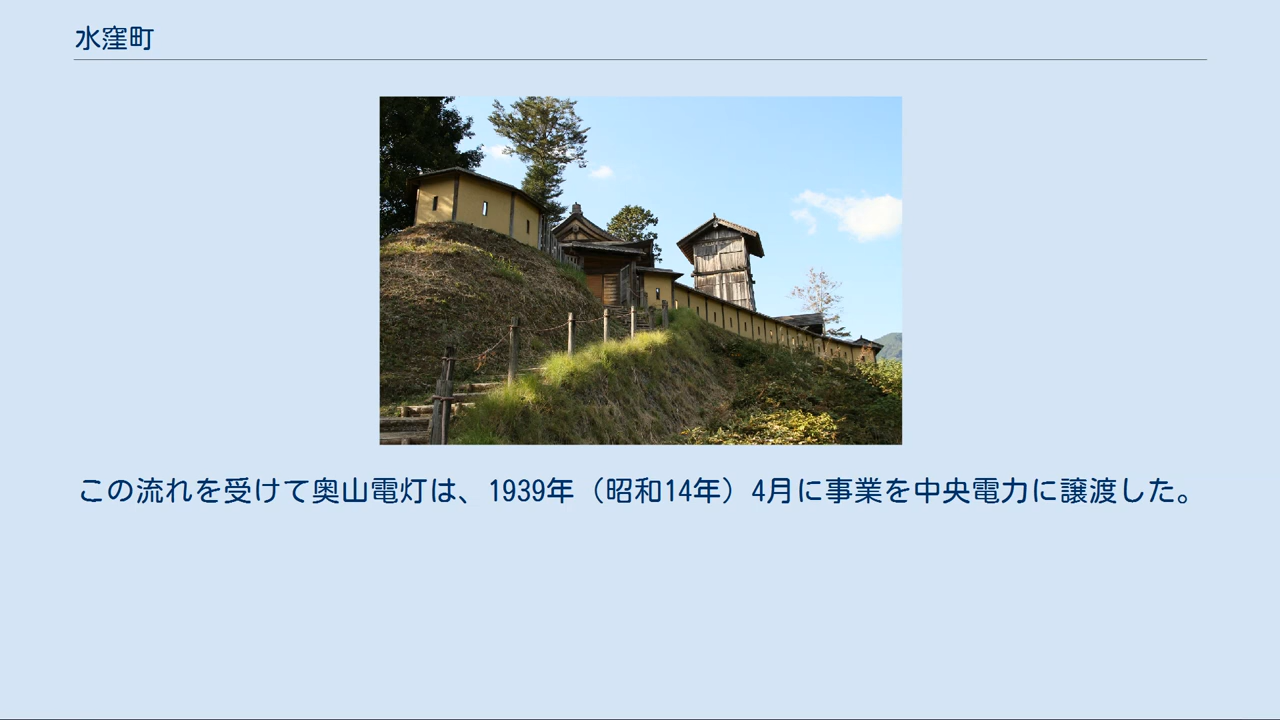 水窪町
この流れを受けて奥山電灯は、1939年（昭和14年）4月に事業を中央電力に譲渡した。